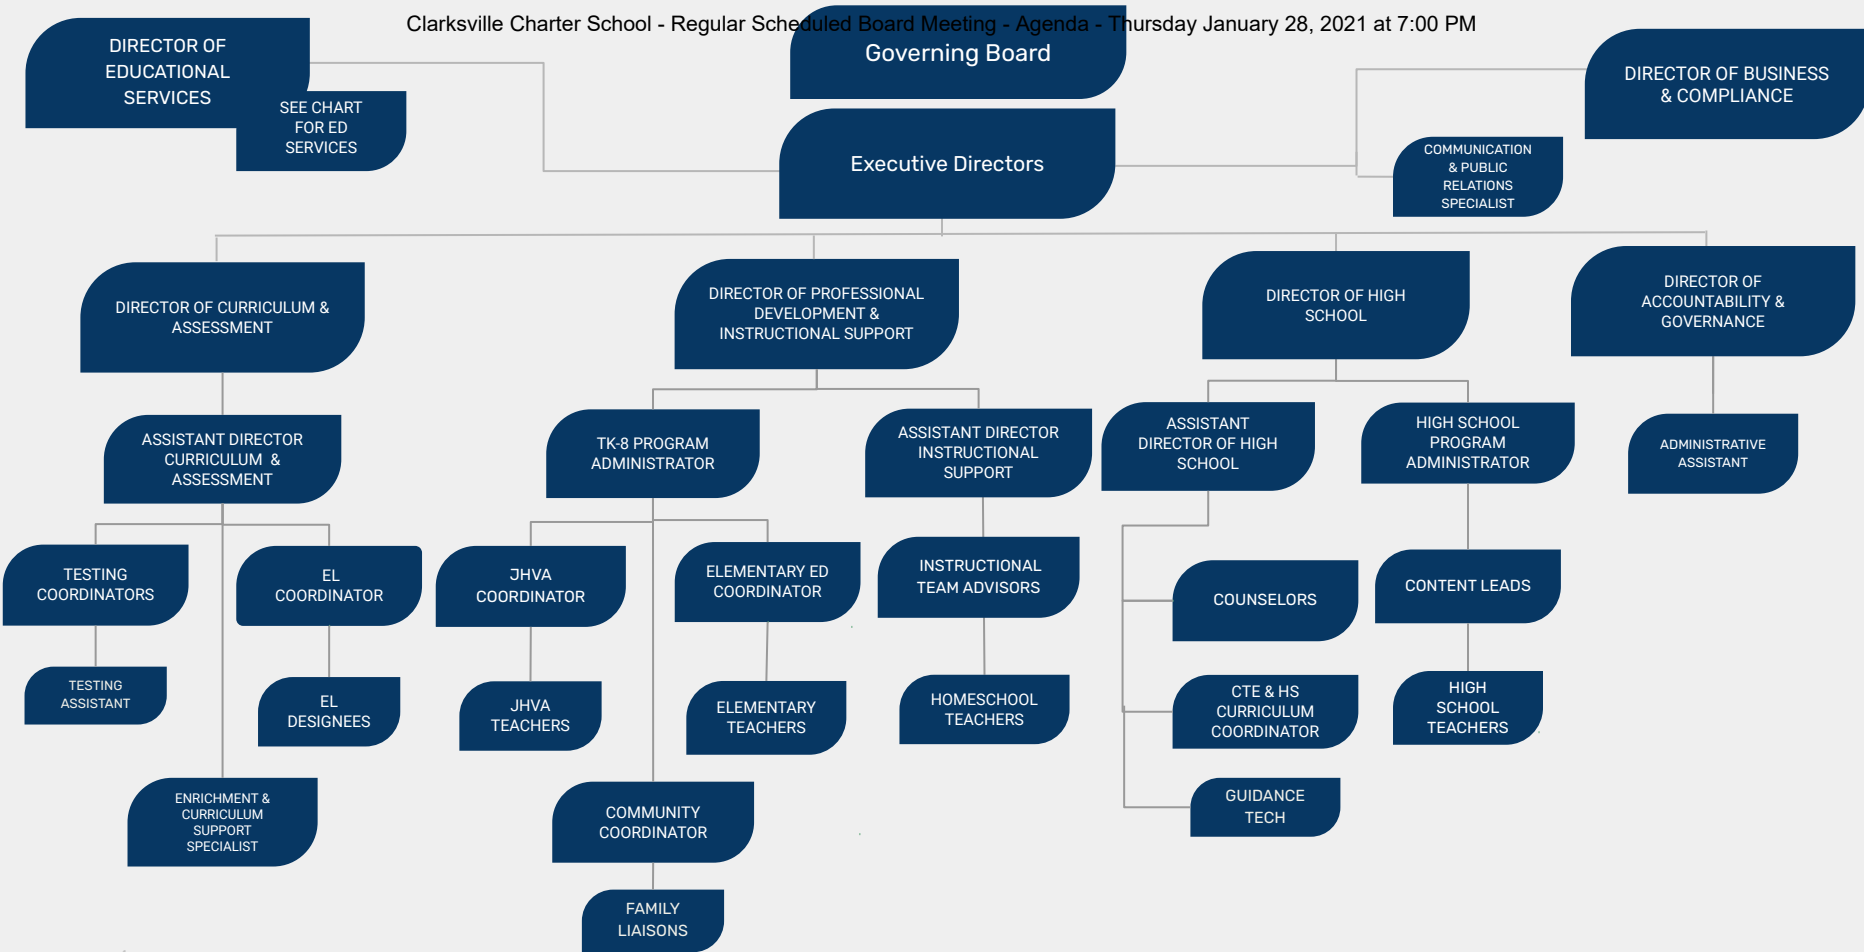 Clarksville Charter School - Regular Scheduled Board Meeting - Agenda - Thursday January 28, 2021 at 7:00 PM
DIRECTOR OF
EDUCATIONAL
SERVICES
SEE CHART
FOR ED
SERVICES
Governing Board
Executive Directors
DIRECTOR OF BUSINESS
& COMPLIANCE
COMMUNICATION
& PUBLIC
RELATIONS
SPECIALIST
DIRECTOR OF CURRICULUM &
ASSESSMENT
DIRECTOR OF PROFESSIONAL
DEVELOPMENT &
INSTRUCTIONAL SUPPORT
DIRECTOR OF HIGH
SCHOOL
DIRECTOR OF
ACCOUNTABILITY &
GOVERNANCE
ASSISTANT DIRECTOR
CURRICULUM &
ASSESSMENT
TK-8 PROGRAM
ADMINISTRATOR
ASSISTANT DIRECTOR
INSTRUCTIONAL
SUPPORT
ASSISTANT
DIRECTOR OF HIGH
SCHOOL
HIGH SCHOOL
PROGRAM
ADMINISTRATOR
ADMINISTRATIVE
ASSISTANT
TESTING
COORDINATORS
EL
COORDINATOR
JHVA
COORDINATOR
ELEMENTARY ED
COORDINATOR
INSTRUCTIONAL
TEAM ADVISORS
COUNSELORS
CONTENT LEADS
TESTING
ASSISTANT
EL
DESIGNEES
JHVA
TEACHERS
ELEMENTARY
TEACHERS
HOMESCHOOL
TEACHERS
CTE & HS
CURRICULUM
COORDINATOR
HIGH
SCHOOL
TEACHERS
ENRICHMENT &
CURRICULUM
SUPPORT
SPECIALIST
COMMUNITY
COORDINATOR
GUIDANCE
TECH
FAMILY
LIAISONS